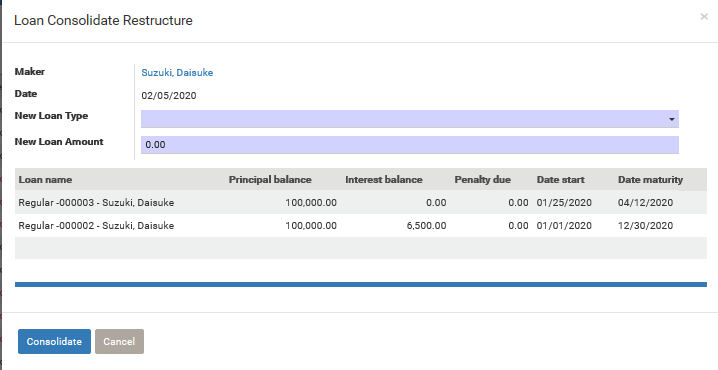 Loan Consolidate Restructure ×
Maker Suzuki, Daisuke
Date 02/05/2020
New Loan Type
New Loan Amount 0.00
Loan name Principal balance Interest balance Penalty due Date start Date maturity
Regular -000003 - Suzuki, Daisuke 100,000.00 0.00 0.00 01/25/2020 04/12/2020
Regular -000002 - Suzuki, Daisuke 100,000.00 6,500.00 0.00 01/01/2020 12/30/2020
Consolidate Cancel